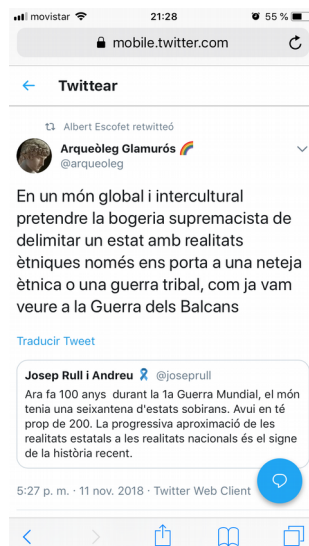 movistar 21:28 55 %
mobile.twitter.com
Twittear
Albert Escofet retwitteó
Arqueòleg Glamurós
@arqueoleg
En un món global i intercultural
pretendre la bogeria supremacista de
delimitar un estat amb realitats
ètniques només ens porta a una neteja
ètnica o una guerra tribal, com ja vam
veure a la Guerra dels Balcans
Traducir Tweet
Josep Rull i Andreu @joseprull
Ara fa 100 anys durant la 1a Guerra Mundial, el món
tenia una seixantena d'estats sobirans. Avui en té
prop de 200. La progressiva aproximació de les
realitats estatals a les realitats nacionals és el signe
de la història recent.
5:27 p. m. · 11 nov. 2018 · Twitter Web Client